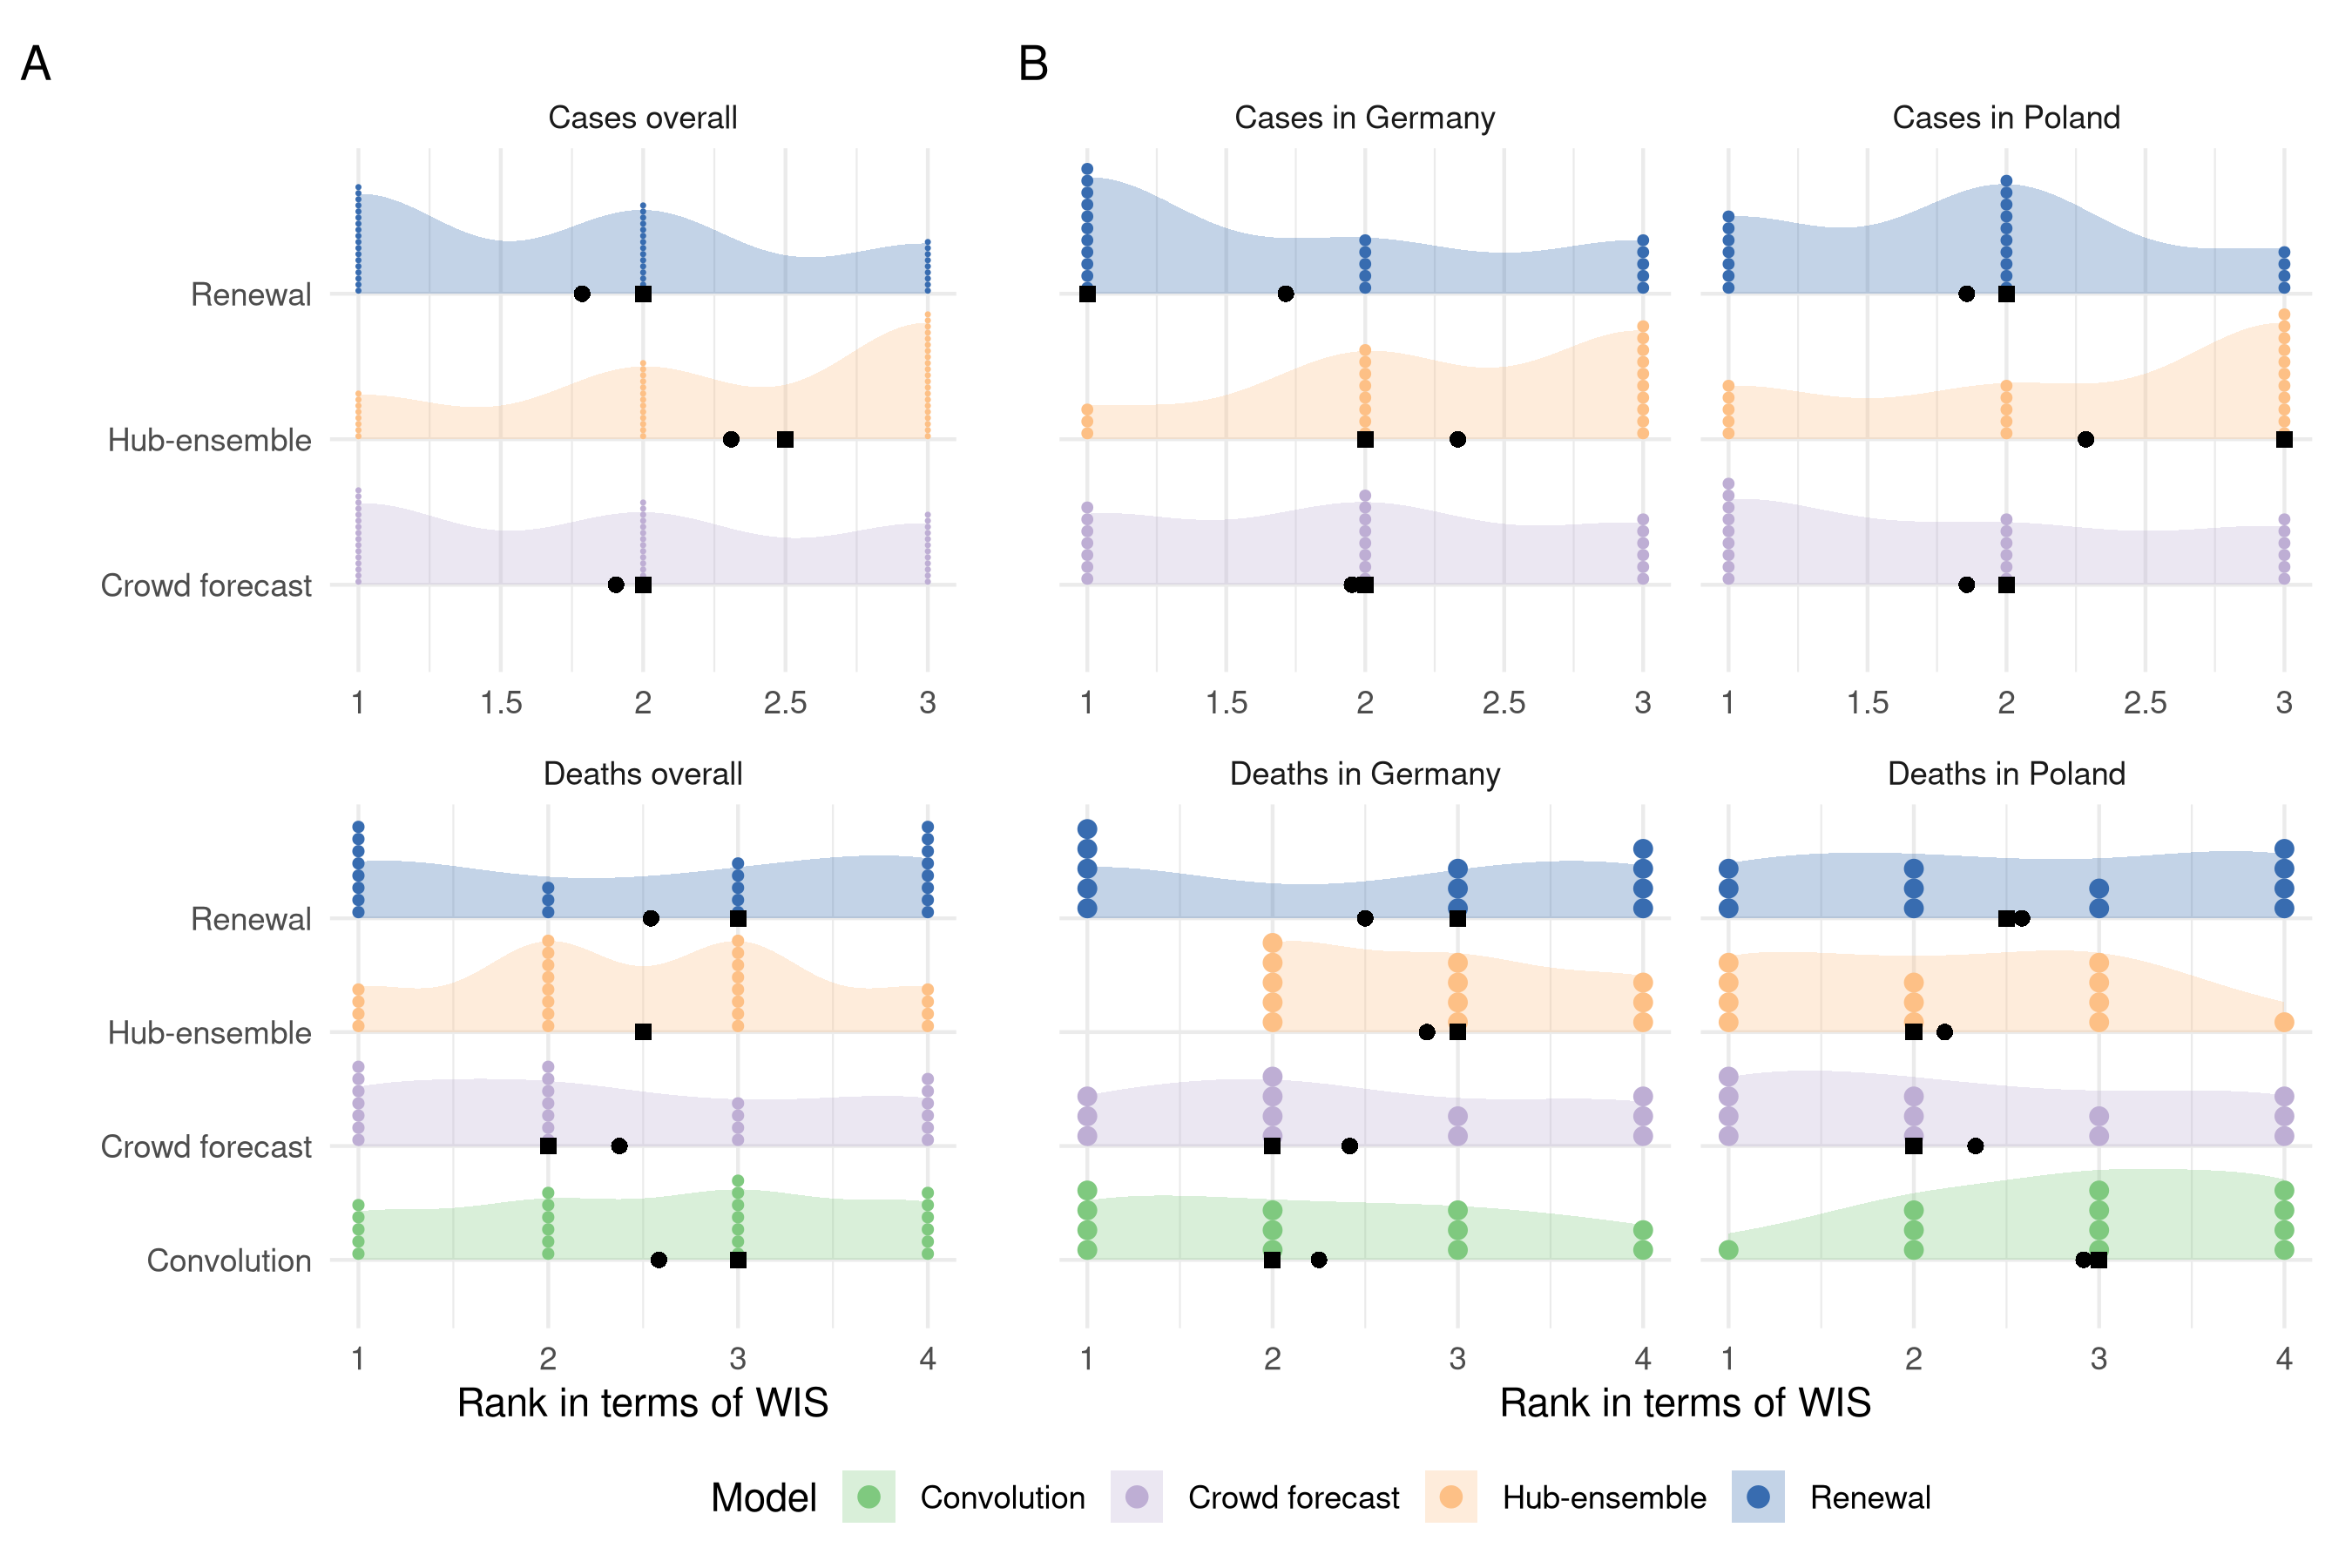 A
B
Cases overall
Cases in Germany
Cases in Poland
Renewal
Hub-ensemble
Crowd forecast
1 1.5 2 2.5 3
1 1.5 2 2.5 3
1 1.5 2 2.5 3
Deaths overall
Deaths in Germany
Deaths in Poland
Renewal
Hub-ensemble
Crowd forecast
Convolution
1 2 3 4
1 2 3 4
1 2 3 4
Rank in terms of WIS
Rank in terms of WIS
Model Convolution Crowd forecast Hub-ensemble Renewal